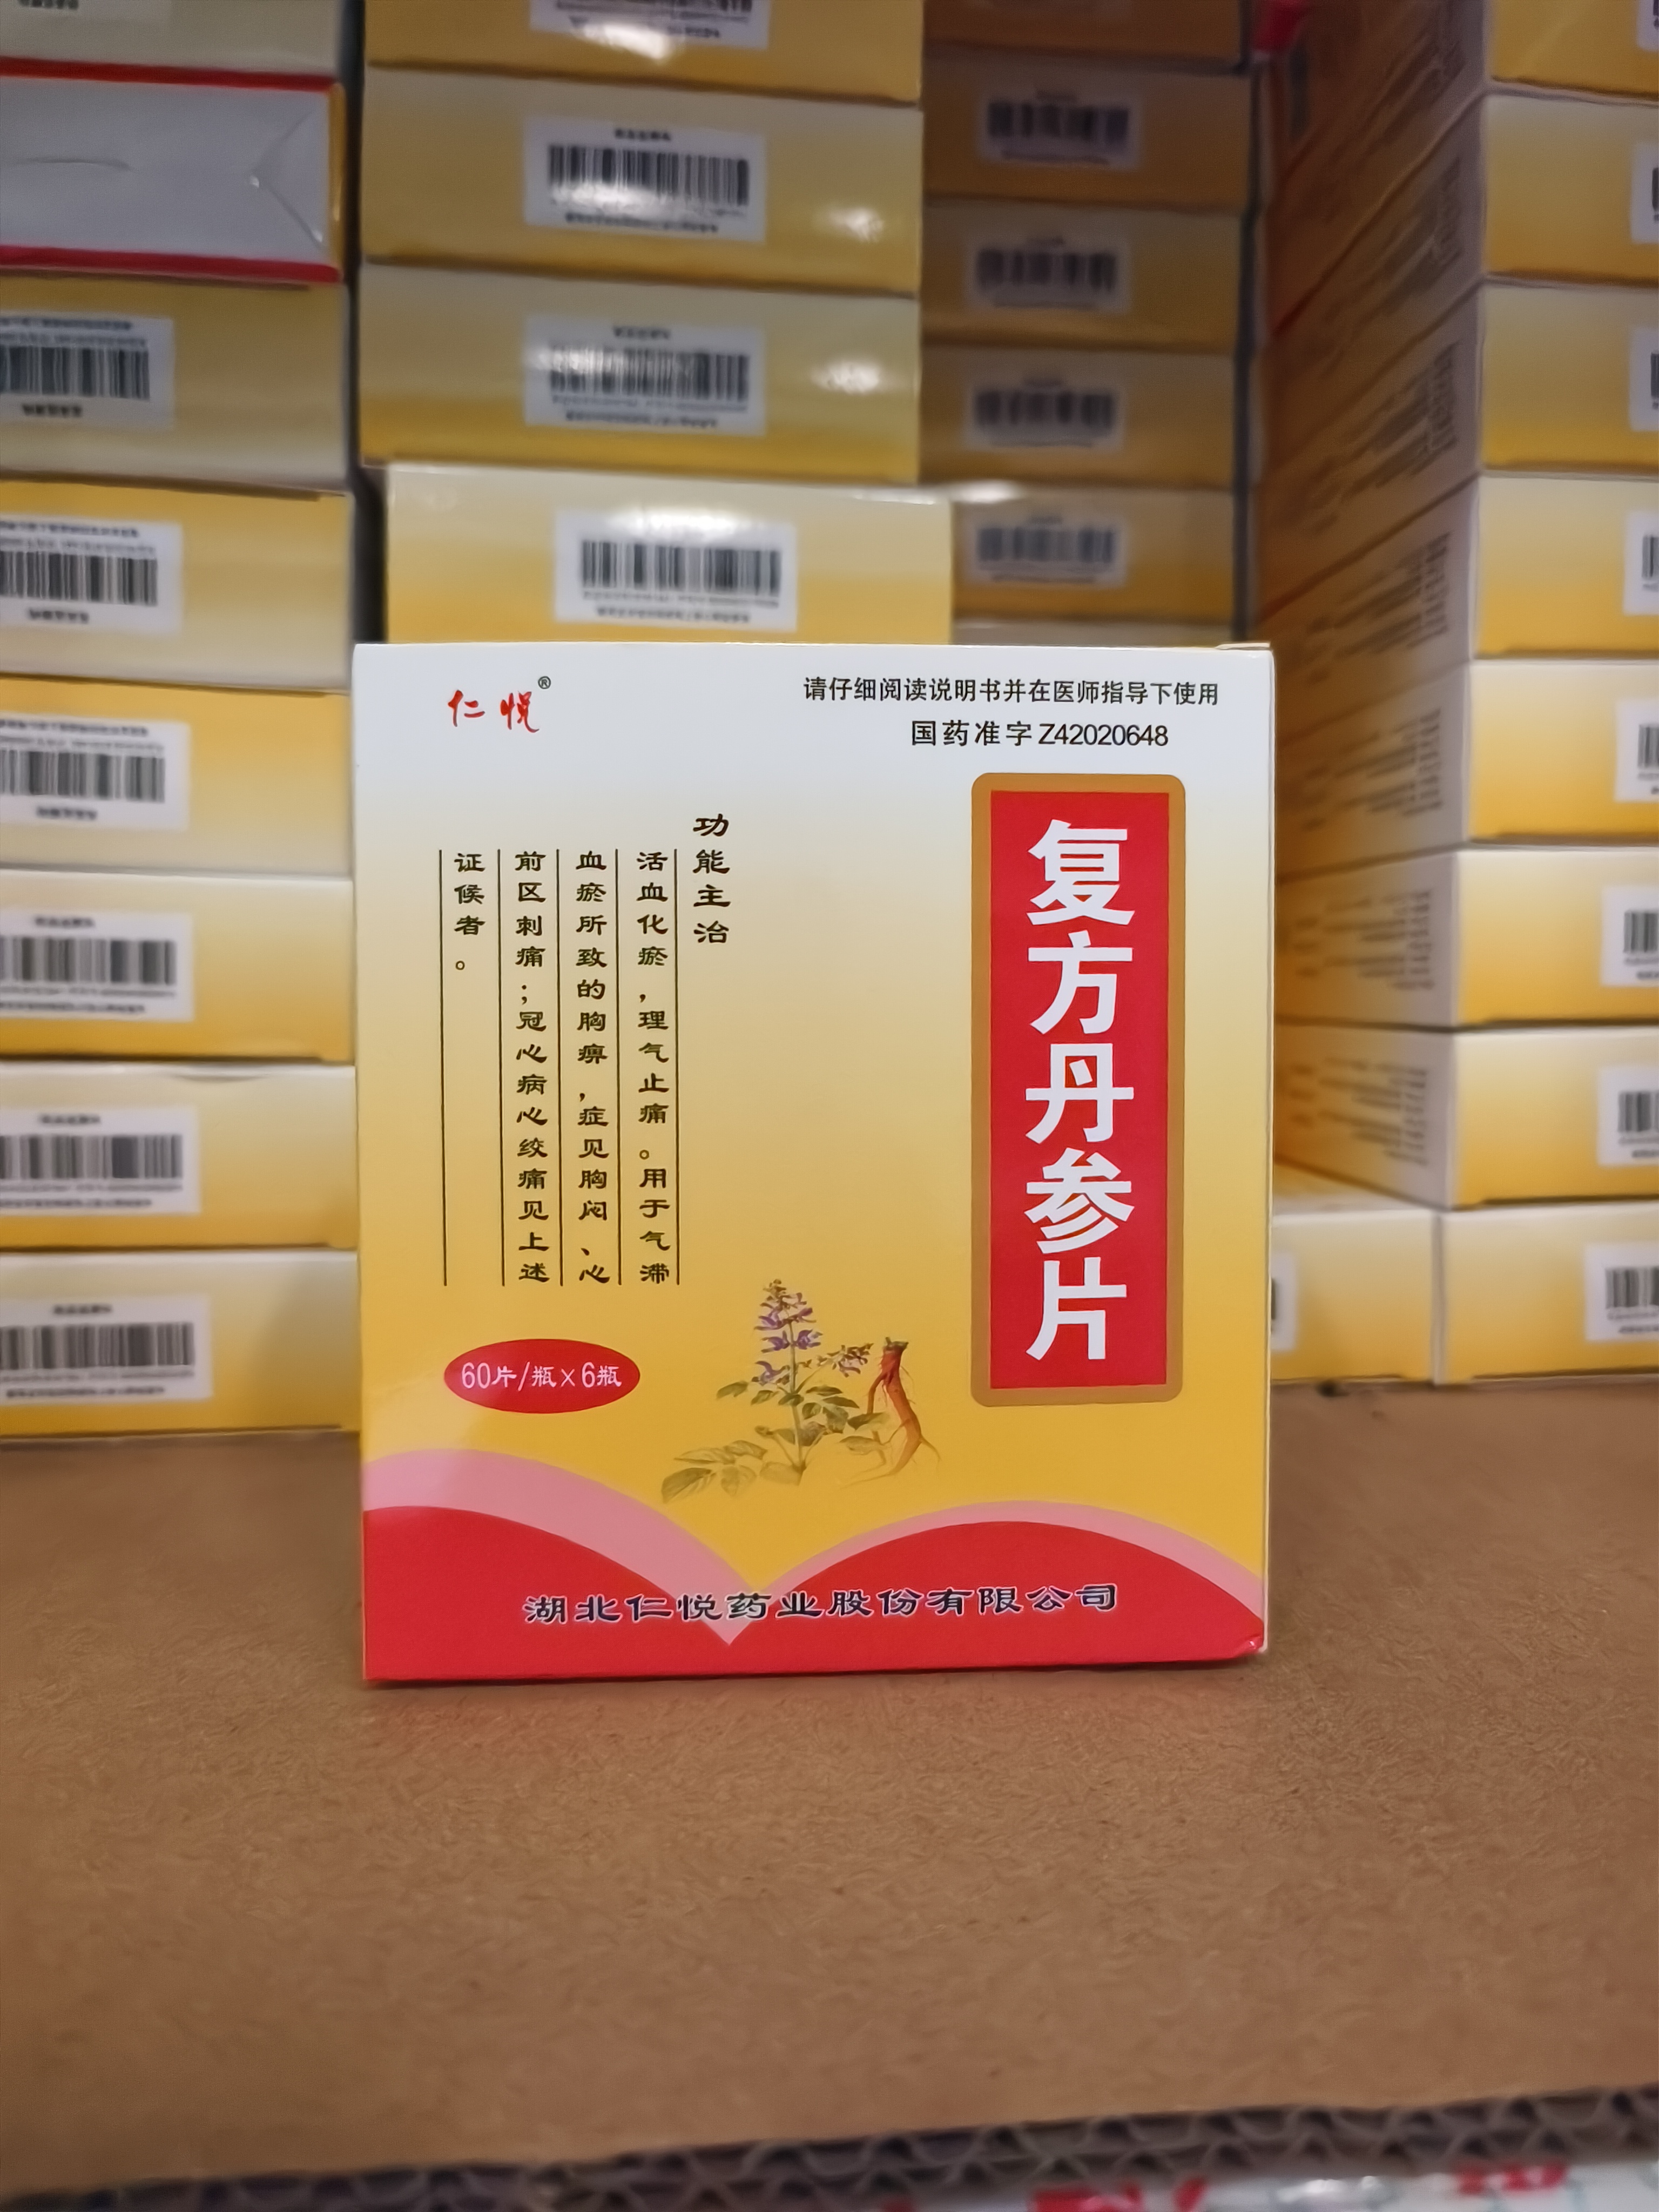 仁悦®
请仔细阅读说明书并在医师指导下使用
国药准字Z42020648
复方丹参片
功能主治
活血化瘀,理气止痛。用于气滞
血瘀所致的胸痹,症见胸闷、心
前区刺痛;冠心病心绞痛见上述
证候者。
60片/瓶×6瓶
湖北仁悦药业股份有限公司